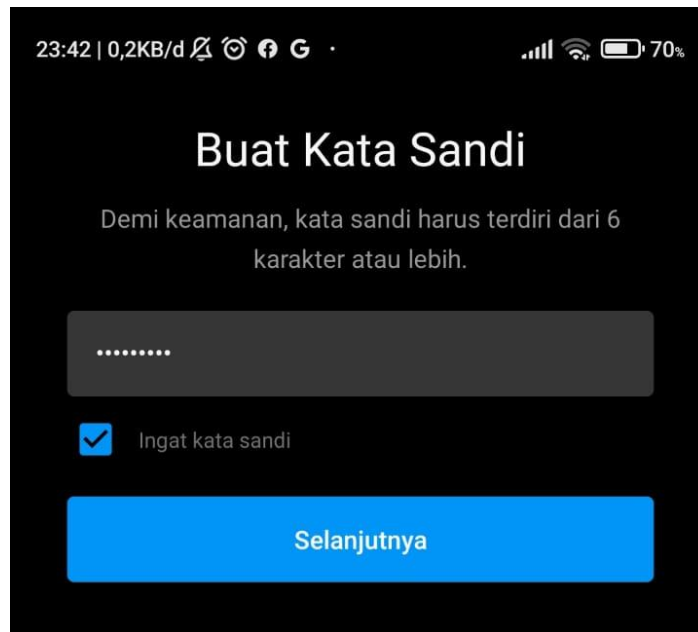 23:42 | 0,2KB/d G · 70%
Buat Kata Sandi
Demi keamanan, kata sandi harus terdiri dari 6
karakter atau lebih.
•••••••••
Ingat kata sandi
Selanjutnya